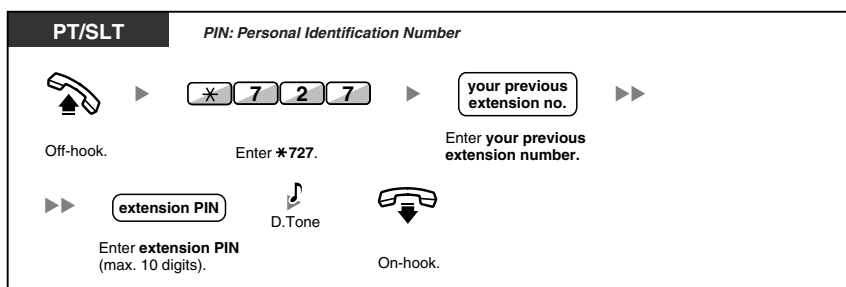 PT/SLT
PIN: Personal Identification Number
* 7 2 7
your previous
extension no.
Off-hook.
Enter *727.
Enter your previous
extension number.
extension PIN
D.Tone
Enter extension PIN
(max. 10 digits).
On-hook.